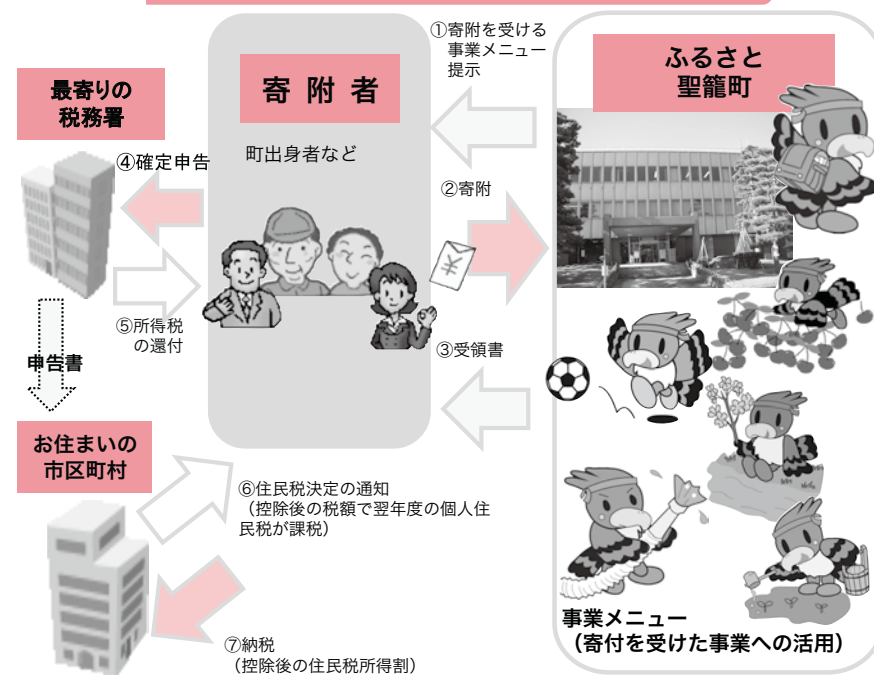 ①寄附を受ける
事業メニュー
提示
ふるさと
聖籠町
寄附者
最寄りの
税務署
町出身者など
④確定申告
②寄附
¥
⑤所得税
の還付
③受領書
申告書
お住まいの
市区町村
⑥住民税決定の通知
（控除後の税額で翌年度の個人住
民税が課税）
事業メニュー
（寄付を受けた事業への活用）
⑦納税
（控除後の住民税所得割）